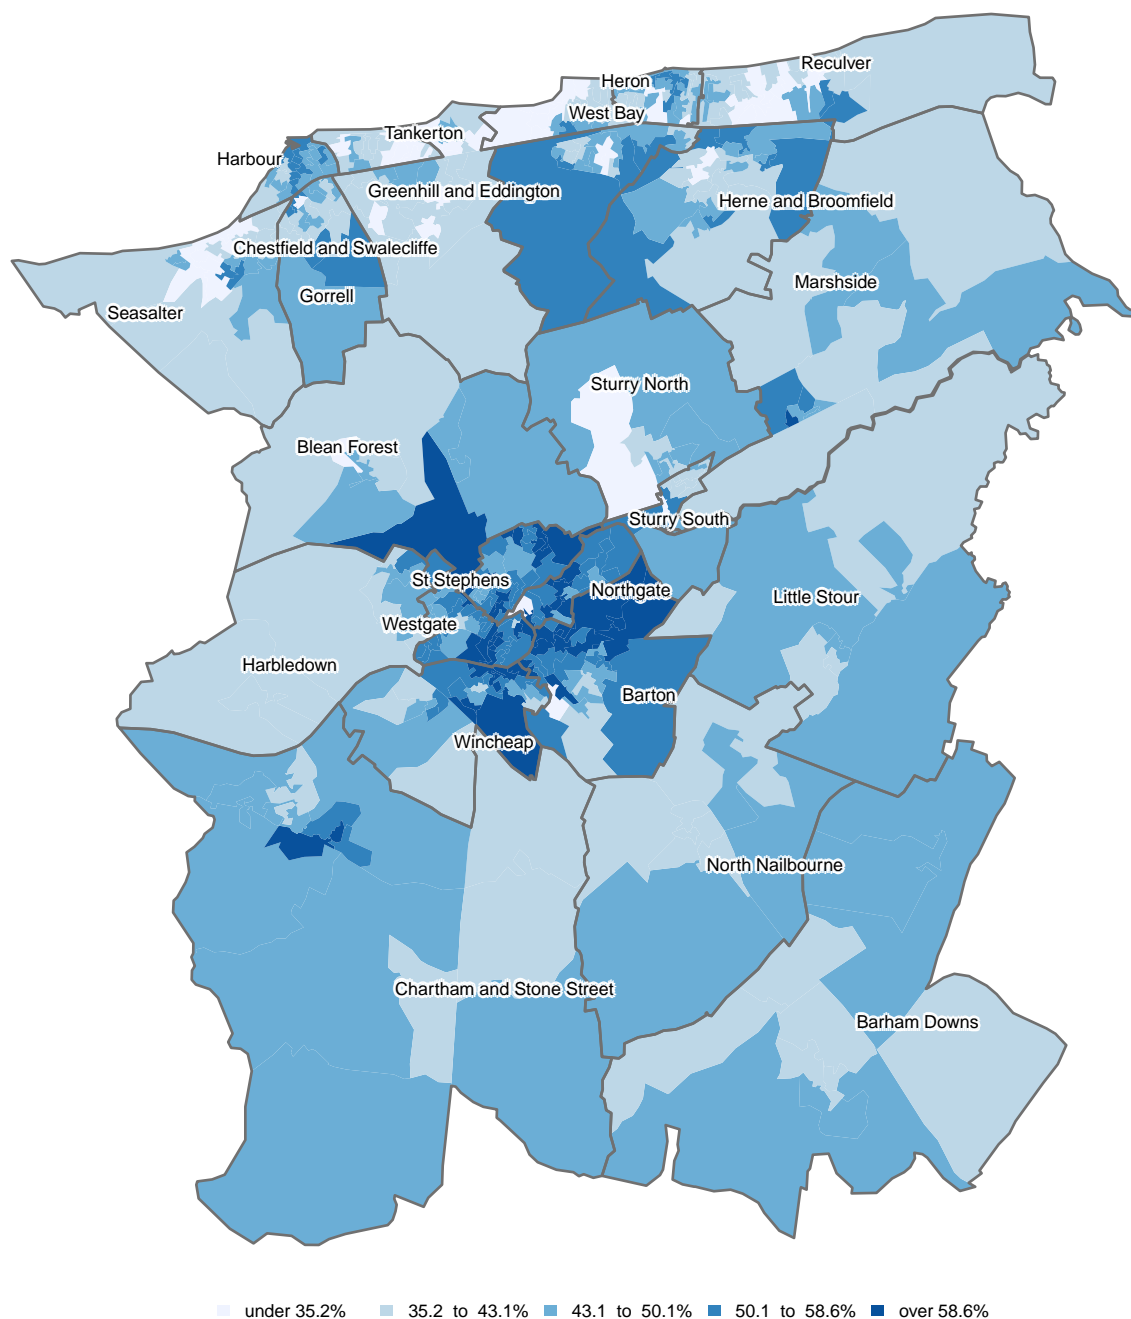 Reculver
Heron
West Bay
Tankerton
Harbour
Greenhill and Eddington
Herne and Broomfield
Chestfield and Swalecliffe
Marshside
Gorrell
Seasalter
Sturry North
Blean Forest
Sturry South
St Stephens
Northgate
Little Stour
Westgate
Harbledown
Barton
Wincheap
North Nailbourne
Chartham and Stone Street
Barham Downs
under 35.2% 35.2 to 43.1% 43.1 to 50.1% 50.1 to 58.6% over 58.6%